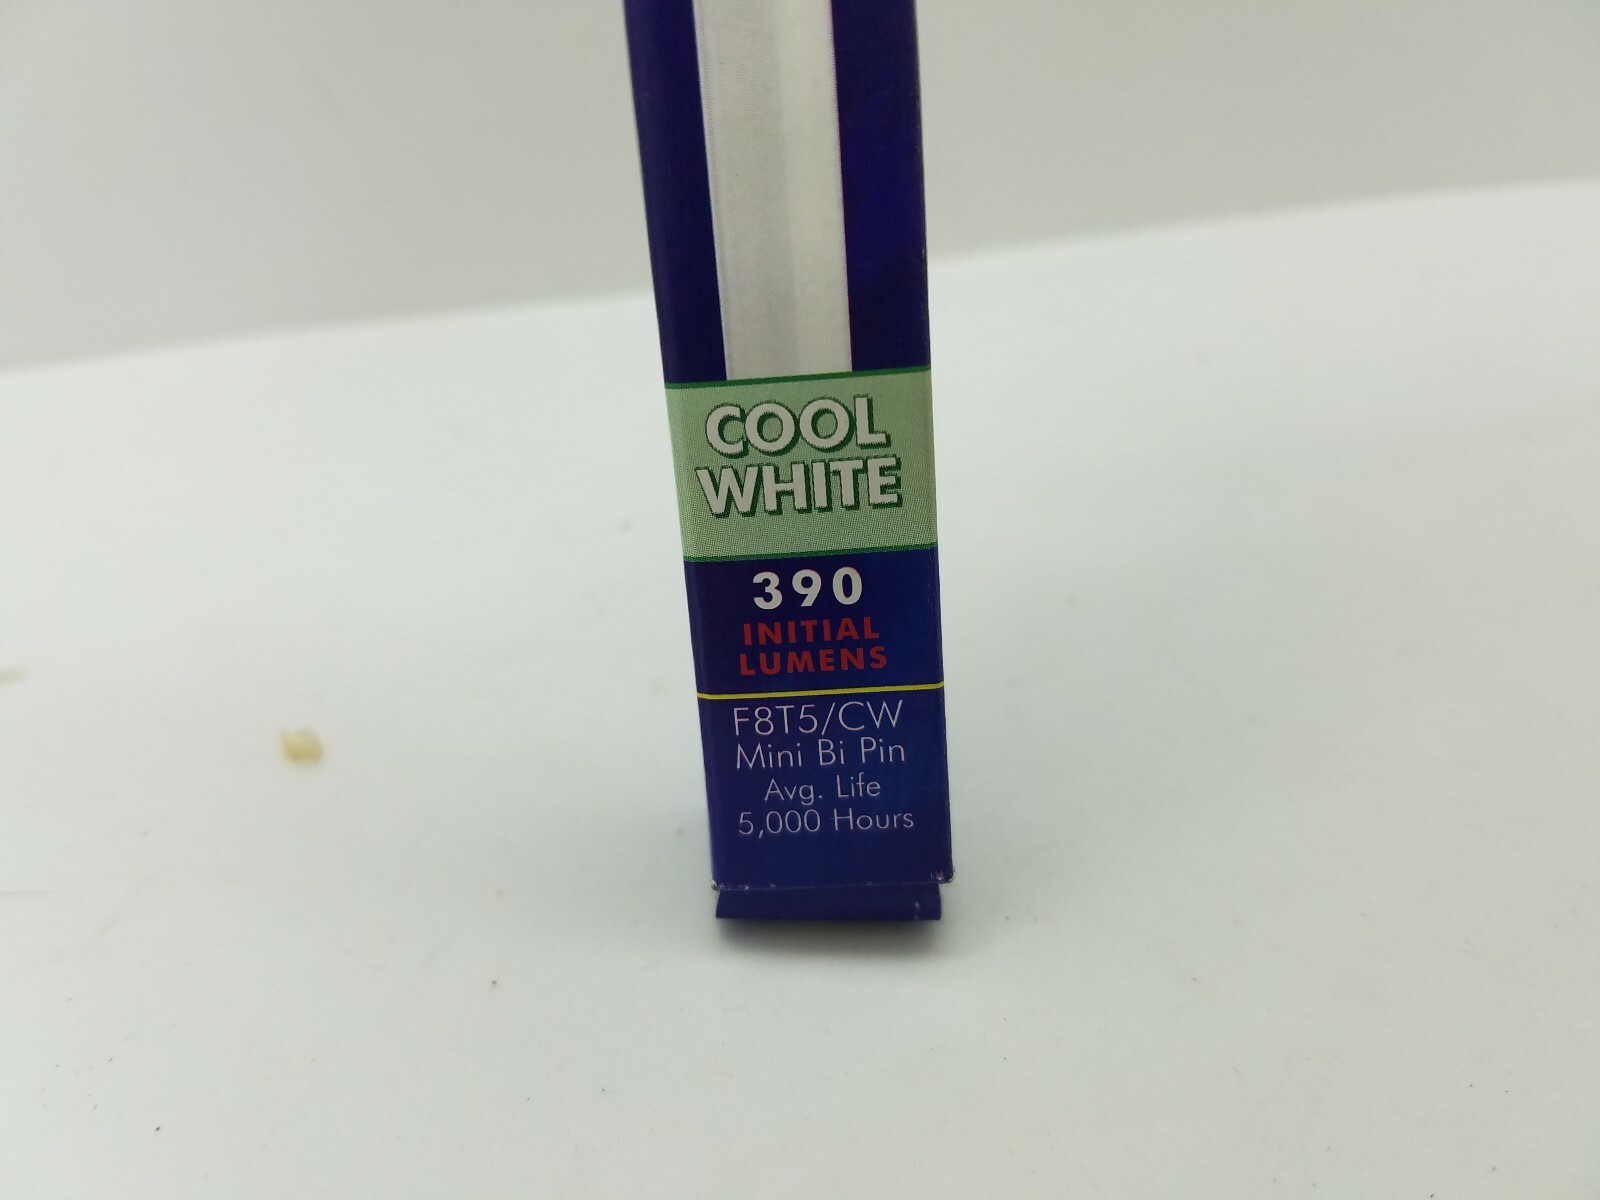 COOL
WHITE
390
INITIAL
LUMENS
F8T5/CW
Mini Bi Pin
Avg. Life
5,000 Hours